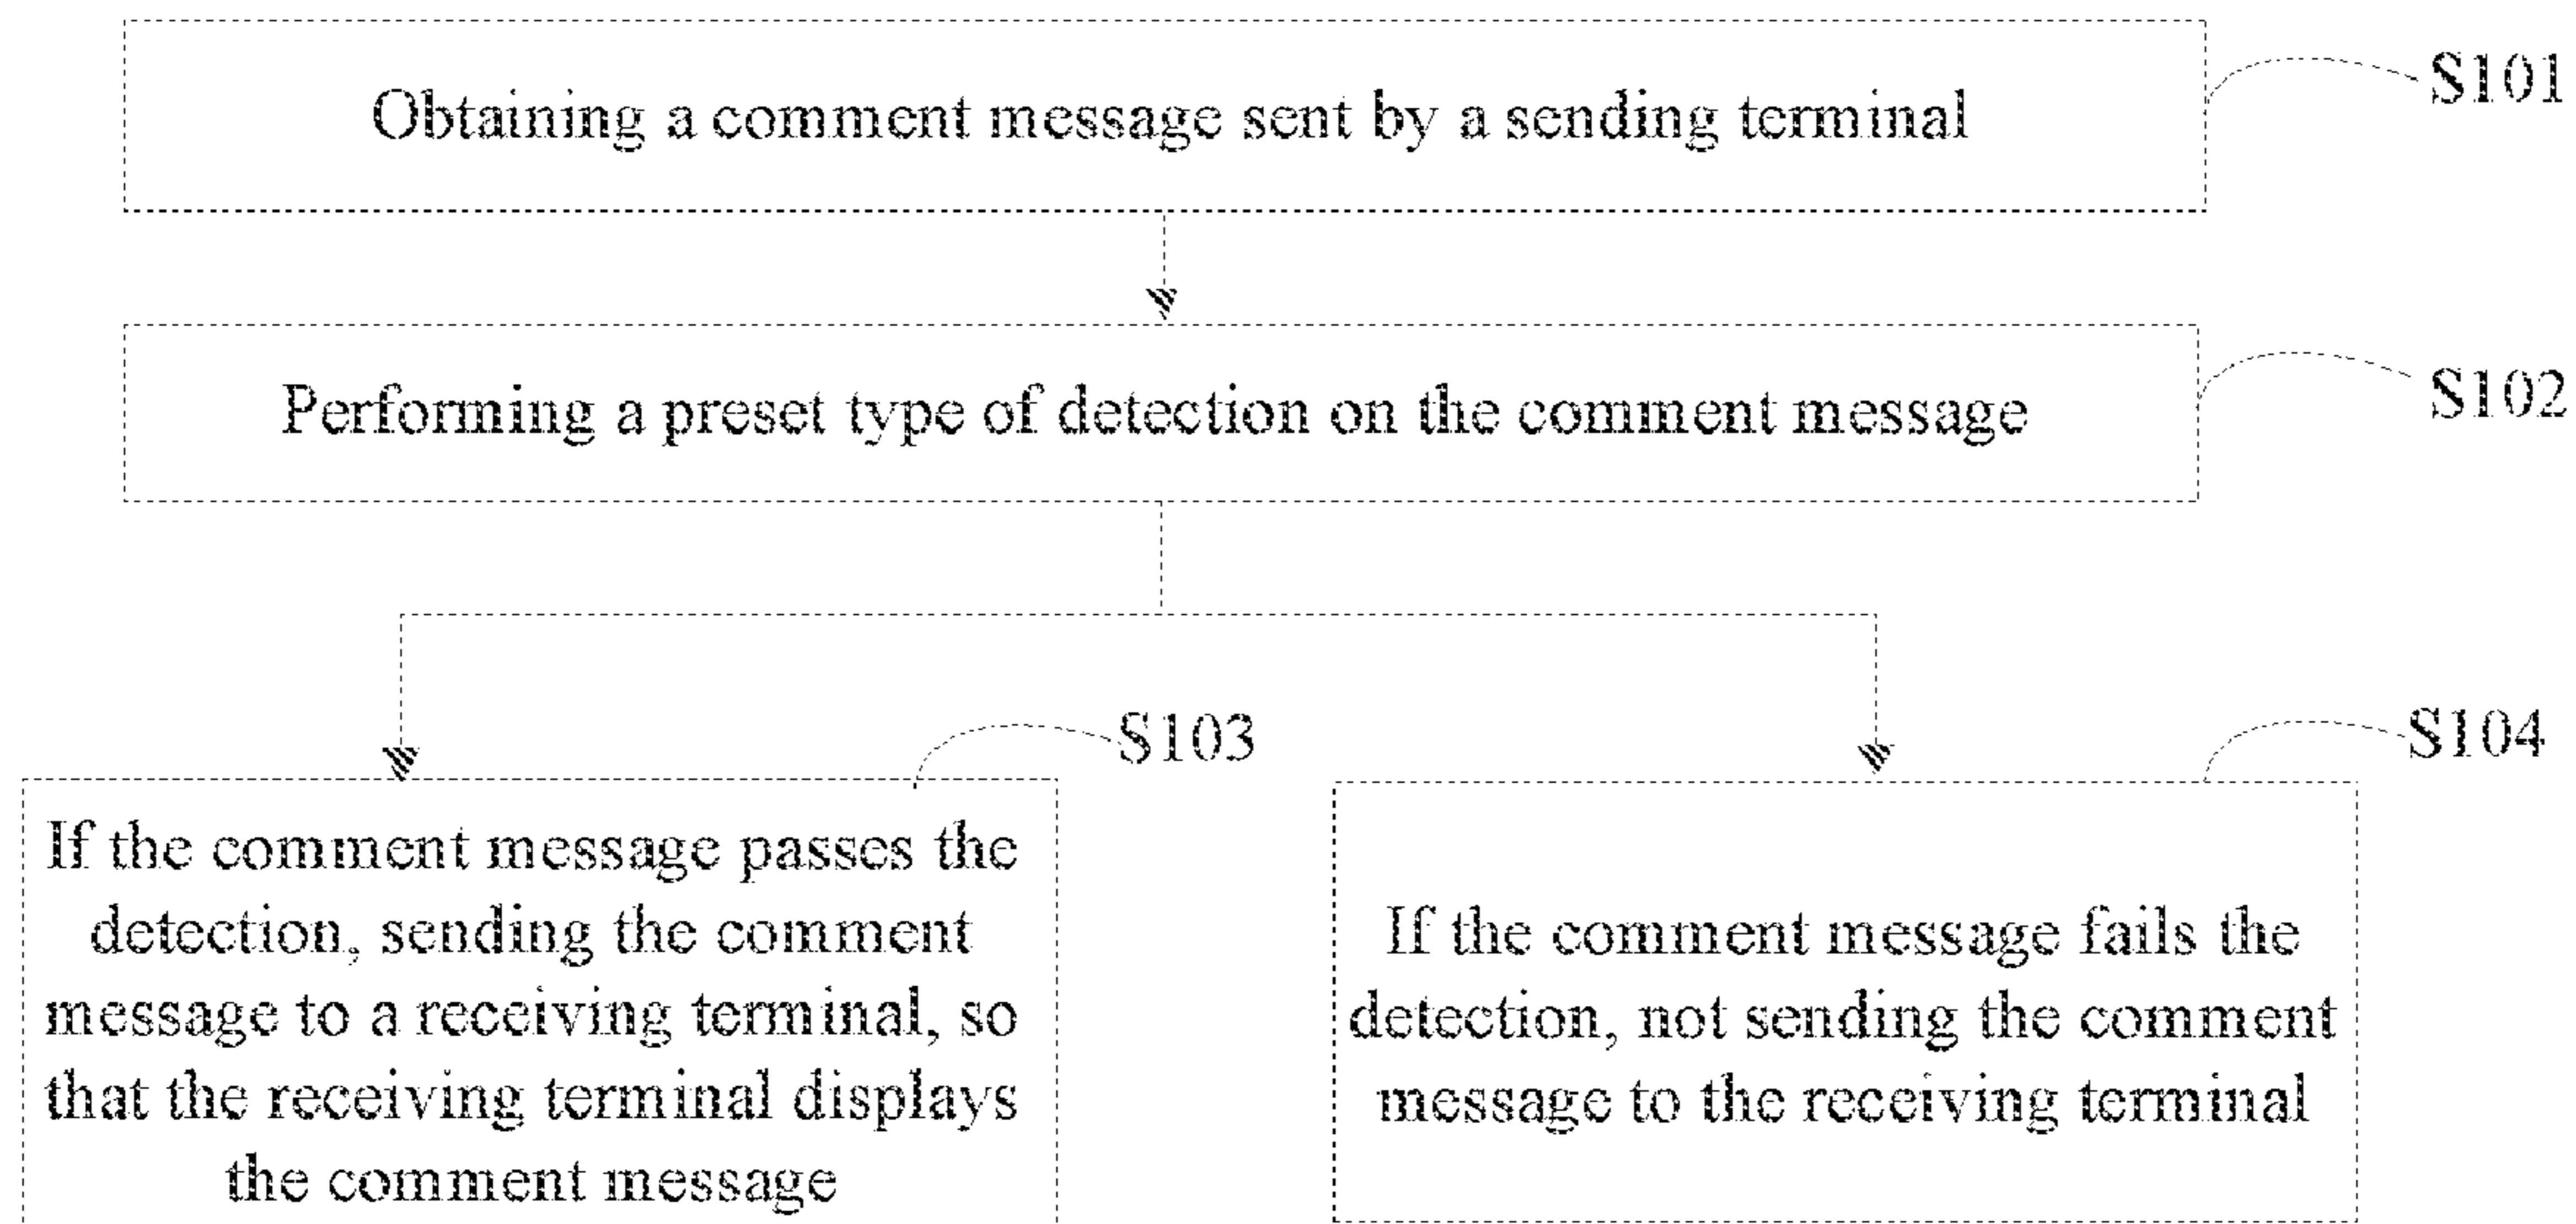 Obtaining a comment message sent by a sending terminal
S101
Performing a preset type of detection on the comment message
S102
S103
If the comment message passes the
detection, sending the comment
message to a receiving terminal, so
that the receiving terminal displays
the comment message
S104
If the comment message fails the
detection, not sending the comment
message to the receiving terminal